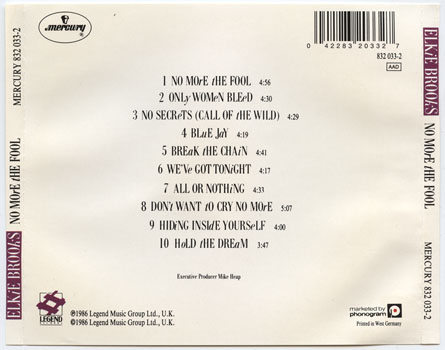 MERCURY 832 033-2
NO MOrE tHE FOOL
ELKiE BROOKS
mercury
0 42283 20332 7
832 033-2
AAD
1 NO MOrE tHE FOOL 4:56
2 ONLy WOMEN BLEeD 4:30
3 NO SECrETS (CALL OF tHE WILD) 4:29
4 BLuE JAY 4:19
5 BREaK tHE CHAiN 4:41
6 WE'VE GOT TONiGHT 4:17
7 ALL OR NOTHiNG 4:33
8 DON'T WANT TO CRY NO MOrE 5:07
9 HIDiNG INSiDE YOURSeLF 4:00
10 HoLD tHE DREaM 3:47
Executive Producer Mike Heap
LEGEND
℗1986 Legend Music Group Ltd., U.K.
©1986 Legend Music Group Ltd., U.K.
marketed by
phonogram
Printed in West Germany
ELKiE BROOKS
NO MOrE tHE FOOL
MERCURY 832 033-2